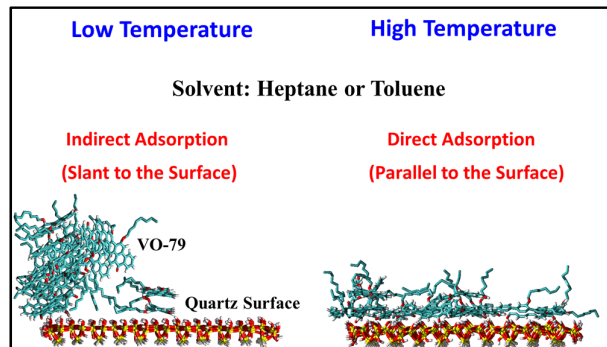 Low Temperature
High Temperature
Solvent: Heptane or Toluene
Indirect Adsorption
(Slant to the Surface)
Direct Adsorption
(Parallel to the Surface)
VO-79
Quartz Surface